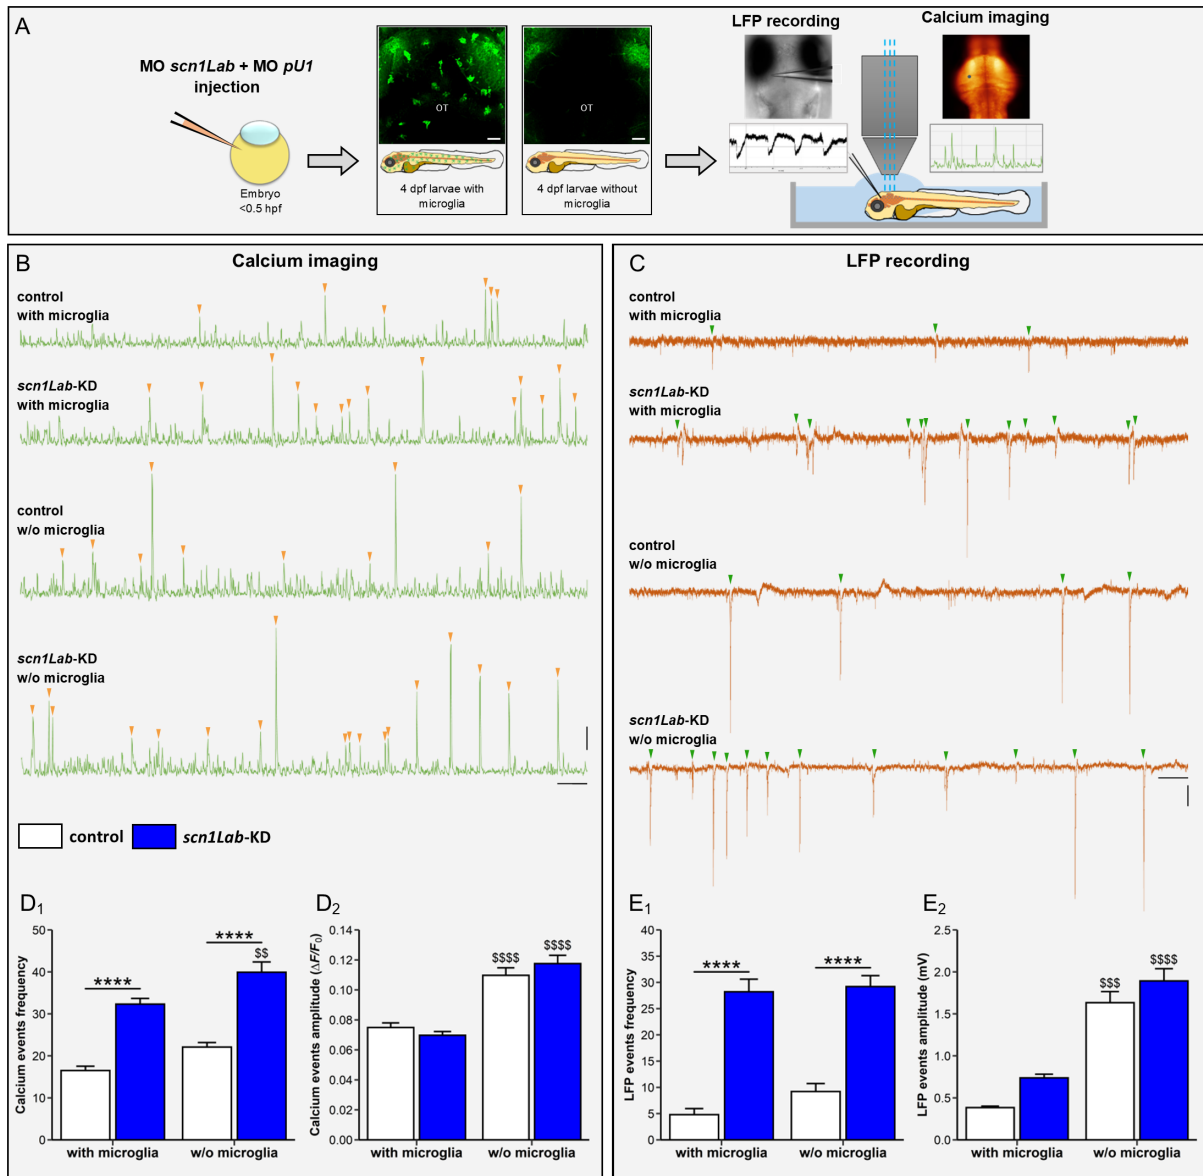 A
MO scn1Lab + MO pU1
injection
Embryo
<0.5 hpf
OT
4 dpf larvae with
microglia
OT
4 dpf larvae without
microglia
LFP recording
Calcium imaging
B
Calcium imaging
control
with microglia
scn1Lab-KD
with microglia
control
w/o microglia
scn1Lab-KD
w/o microglia
control
scn1Lab-KD
C
LFP recording
control
with microglia
scn1Lab-KD
with microglia
control
w/o microglia
scn1Lab-KD
w/o microglia
D1
Calcium events frequency
50
40
30
20
10
0
****
****
$$
with microglia
w/o microglia
D2
Calcium events amplitude (ΔF/F0)
0.14
0.12
0.10
0.08
0.06
0.04
0.02
0.00
$$$$
$$$$
with microglia
w/o microglia
E1
LFP events frequency
40
35
30
25
20
15
10
5
0
****
****
with microglia
w/o microglia
E2
LFP events amplitude (mV)
2.5
2.0
1.5
1.0
0.5
0.0
$$$
$$$$
with microglia
w/o microglia